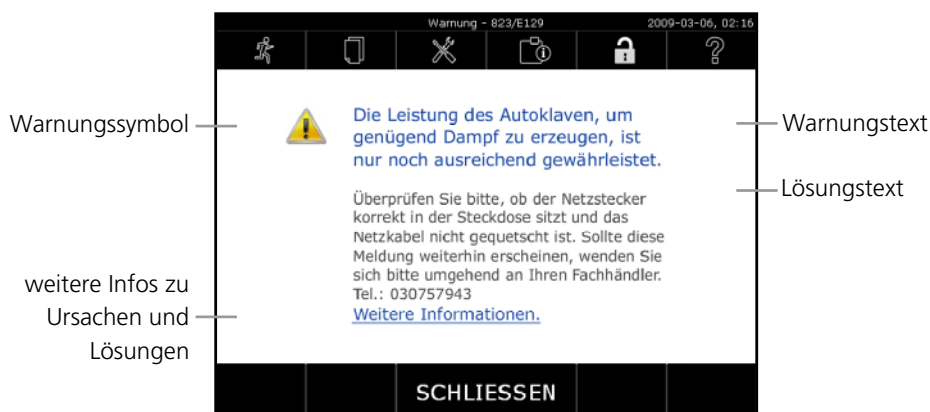 Warnung - 823/E129
2009-03-06, 02:16
Warnungssymbol
Die Leistung des Autoklaven, um
genügend Dampf zu erzeugen, ist
nur noch ausreichend gewährleistet.
Warnungstext
Überprüfen Sie bitte, ob der Netzstecker
korrekt in der Steckdose sitzt und das
Netzkabel nicht gequetscht ist. Sollte diese
Meldung weiterhin erscheinen, wenden Sie
sich bitte umgehend an Ihren Fachhändler.
Tel.: 030757943
Lösungstext
Weitere Informationen.
weitere Infos zu
Ursachen und
Lösungen
SCHLIESSEN